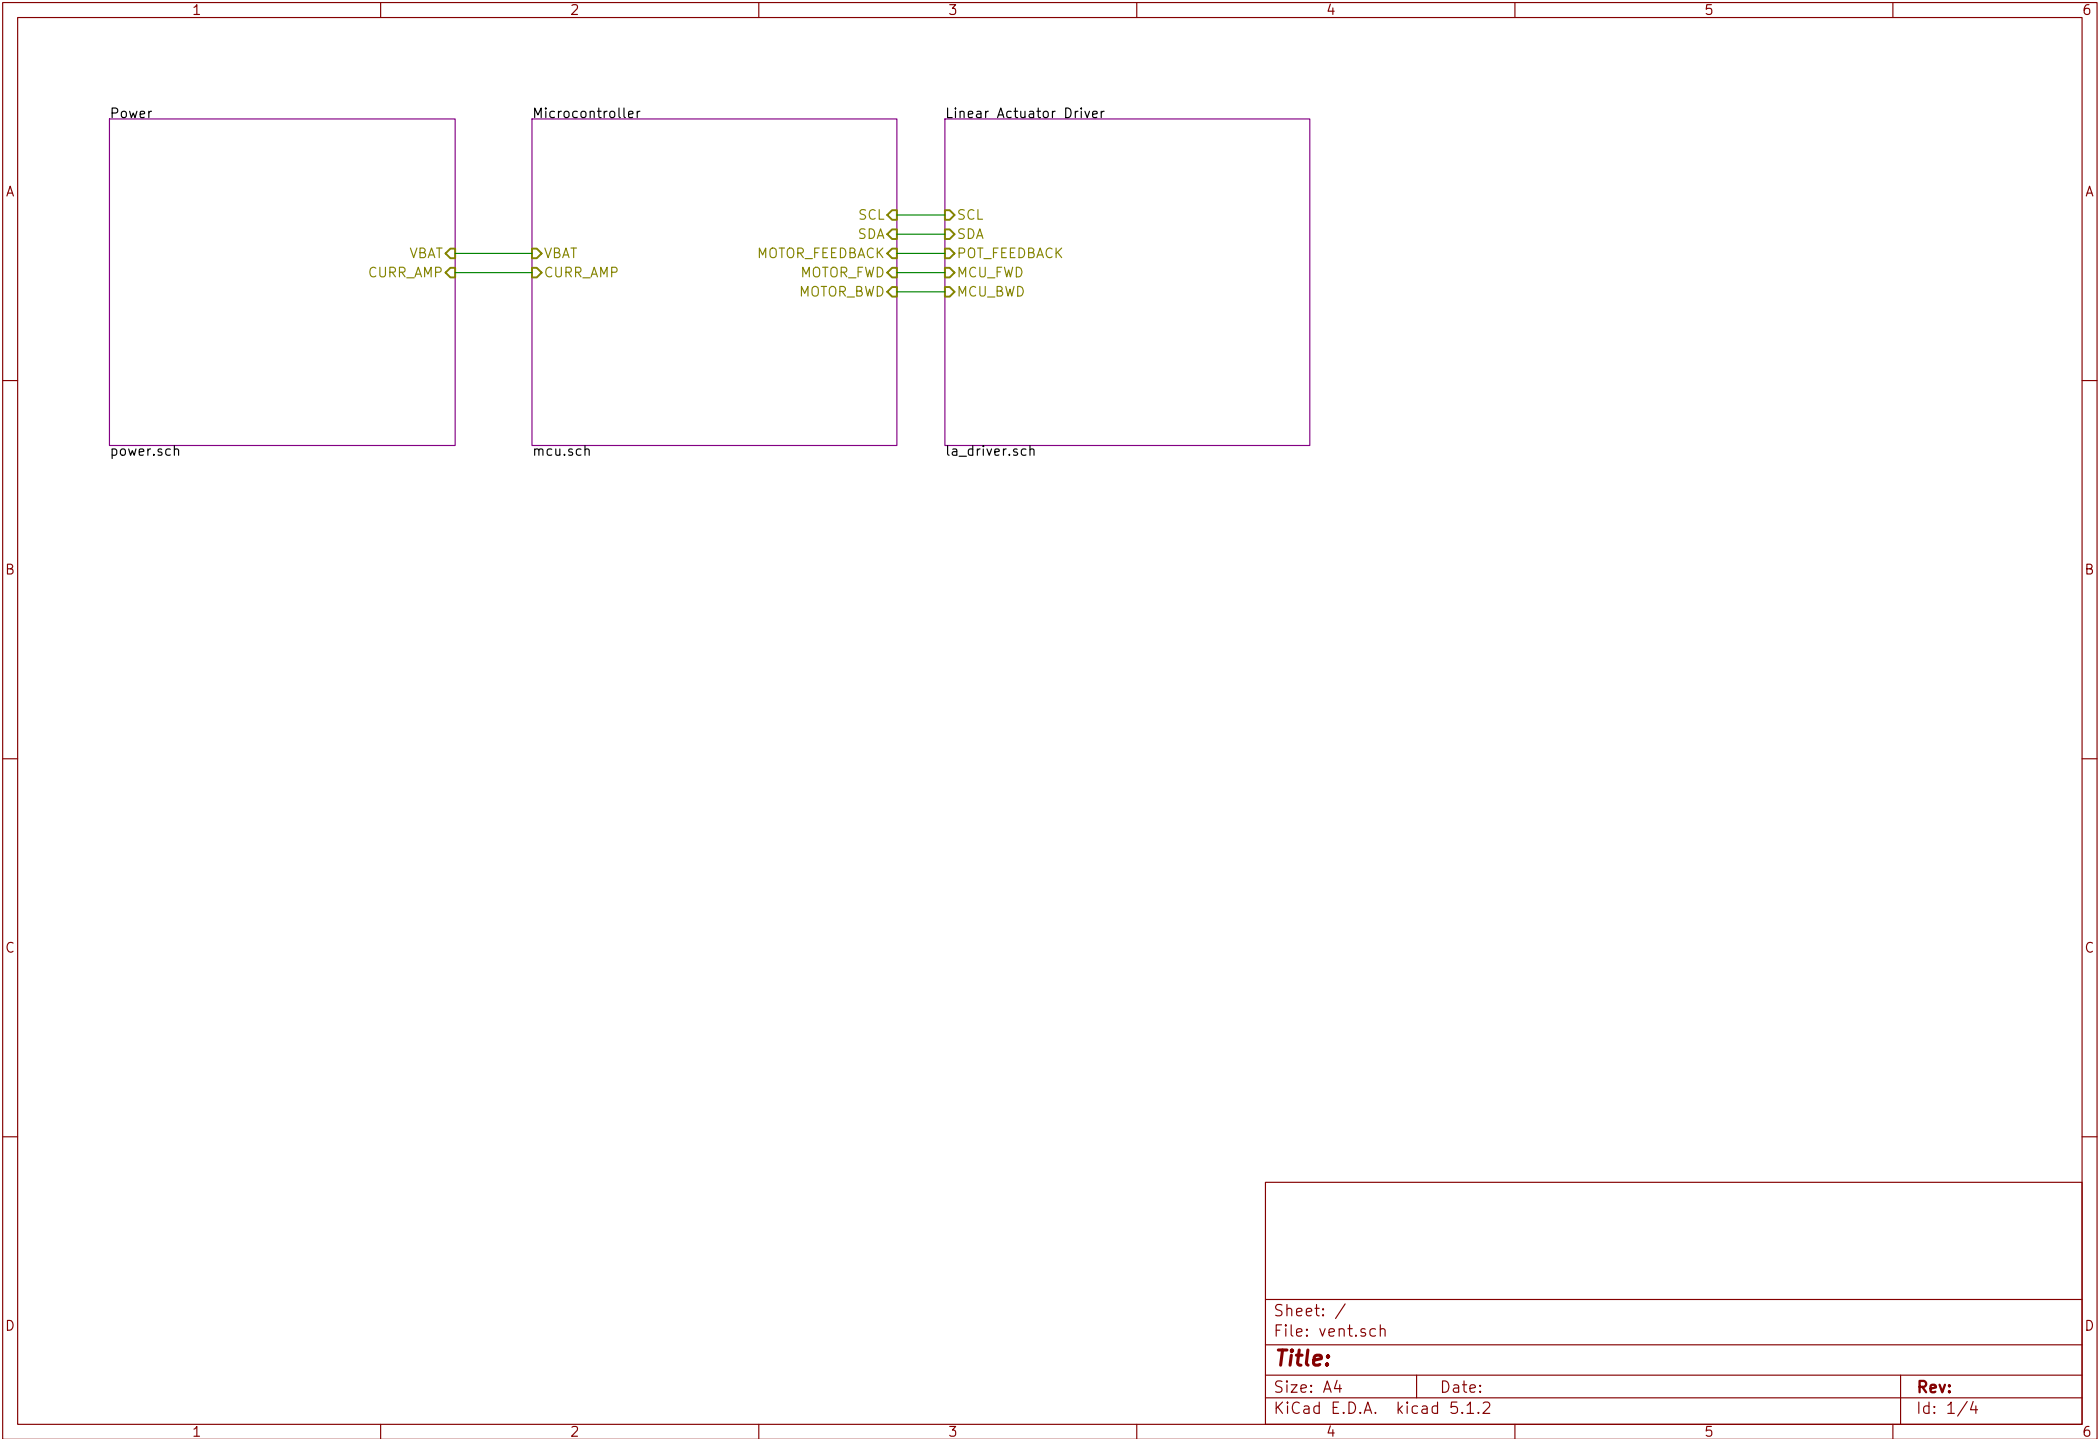 1 2 3 4 5 6
Power
Microcontroller
Linear Actuator Driver
A A
SCL SCL
SDA SDA
VBAT VBAT MOTOR_FEEDBACK POT_FEEDBACK
CURR_AMP CURR_AMP MOTOR_FWD MCU_FWD
MOTOR_BWD MCU_BWD
power.sch
mcu.sch
la_driver.sch
B B
C C
D D
Sheet: /
File: vent.sch
Title:
Size: A4 Date: Rev:
KiCad E.D.A. kicad 5.1.2 Id: 1/4
1 2 3 4 5 6